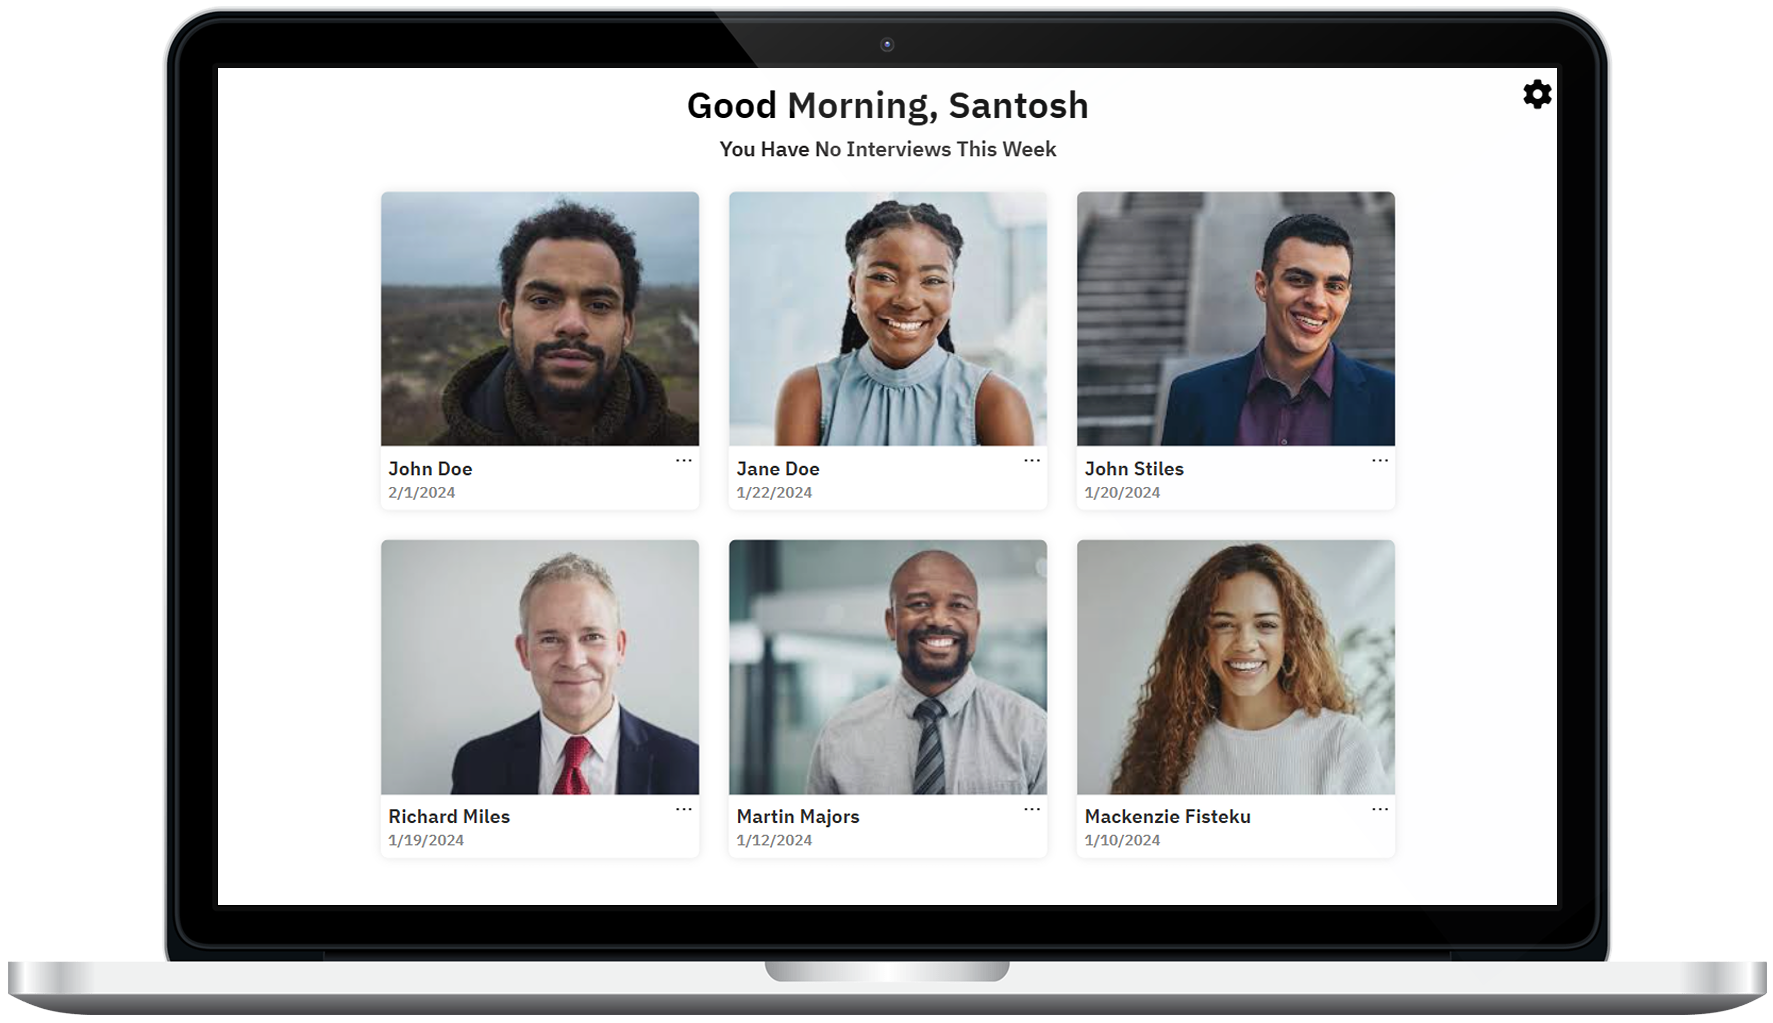 Good Morning, Santosh
You Have No Interviews This Week
John Doe
2/1/2024
Jane Doe
1/22/2024
John Stiles
1/20/2024
Richard Miles
1/19/2024
Martin Majors
1/12/2024
Mackenzie Fisteku
1/10/2024